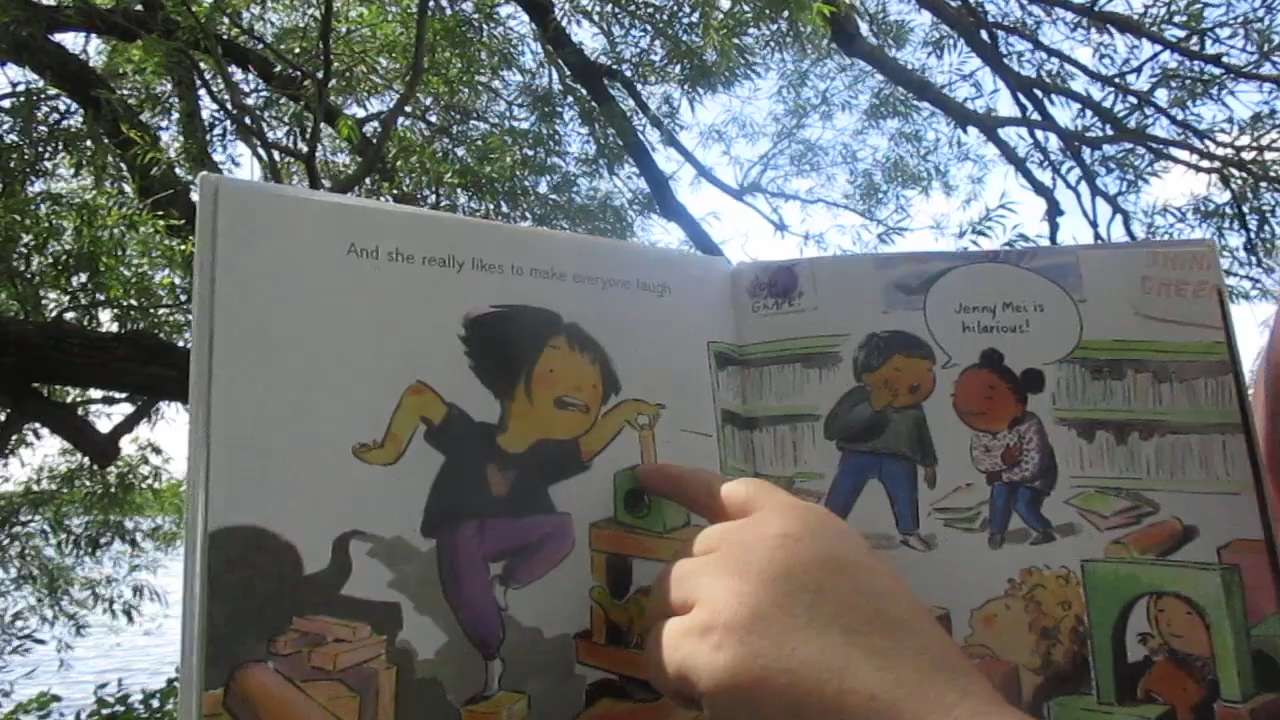 And she really likes to make everyone laugh
GRAPE!
Jenny Mei is
hilarious!